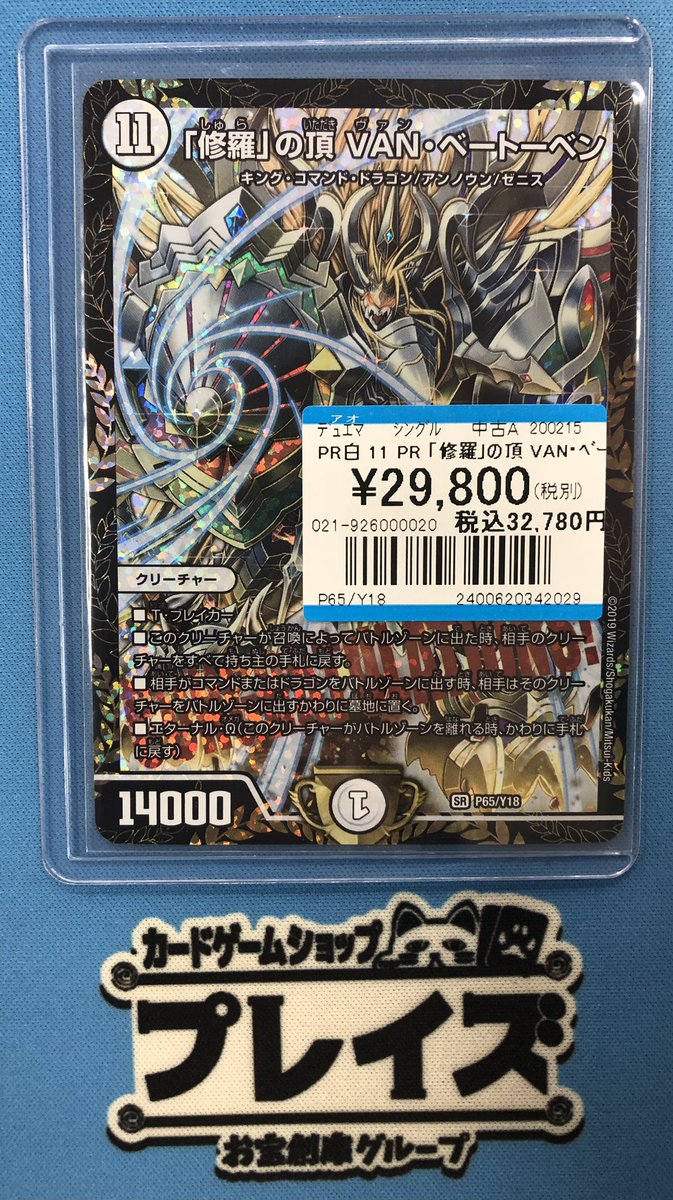 11
しゅら いただき ヴァン
「修羅」の頂 VAN・ベートーベン
キング・コマンド・ドラゴン/アンノウン/ゼニス
アオ
デュエマ シングル 中古A 200215
PR白 11 PR「修羅」の頂 VAN・ベー
¥29,800(税別)
021-926000020 税込32,780円
P65/Y18 2400620342029
クリーチャー
■T・ブレイカー
■このクリーチャーが召喚によってバトルゾーンに出た時、相手のクリー
チャーをすべて持ち主の手札に戻す。
■相手がコマンドまたはドラゴンをバトルゾーンに出す時、相手はそのクリー
チャーをバトルゾーンに出すかわりに墓地に置く。
■エターナル・Ω(このクリーチャーがバトルゾーンを離れる時、かわりに手札
に戻す)
©2019 Wizards/Shogakukan/Mitsui-Kids
14000
1
SR P65/Y18
カードゲームショップ
プレイズ
お宝創庫グループ